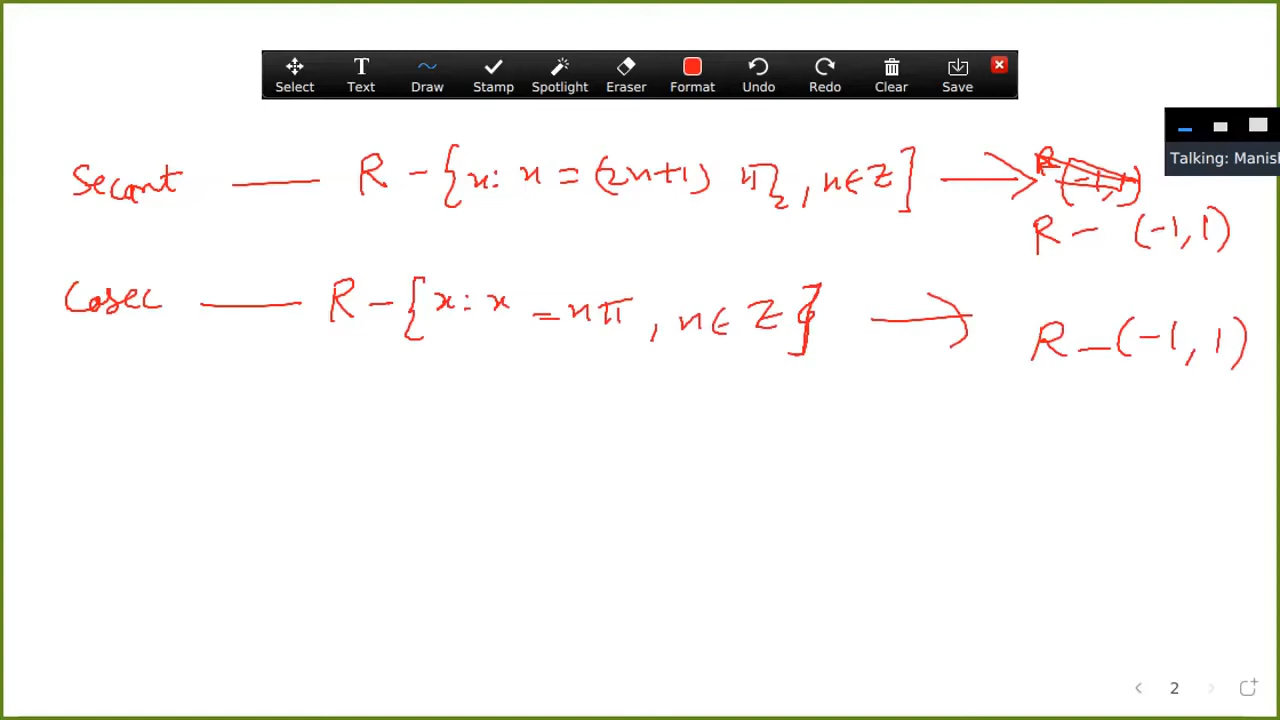 Select Text Draw Stamp Spotlight Eraser Format Undo Redo Clear Save
Talking: Manish
Secant — R - {x: x = (2n+1) π/2, n∈Z] → R - (-1, 1)
Cosec — R - {x: x = nπ, n∈Z} → R - (-1, 1)
2